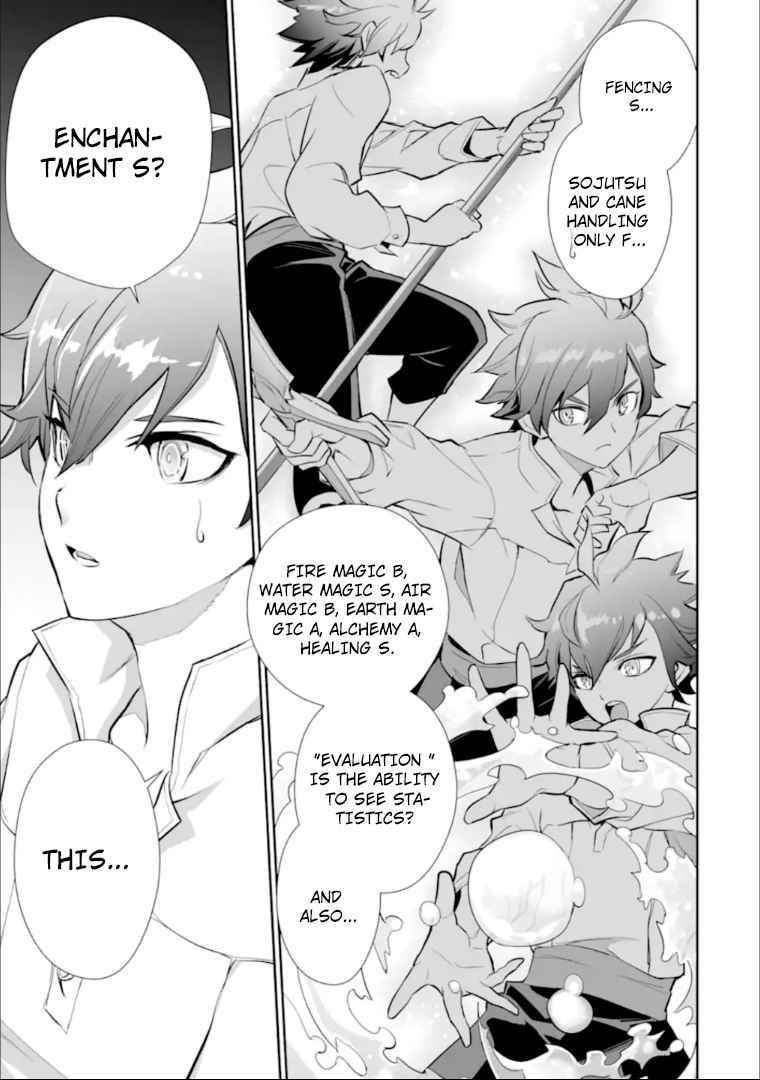 FENCING
S...
SOJUTSU
AND CANE
HANDLING
ONLY F...
FIRE MAGIC B,
WATER MAGIC S, AIR
MAGIC B, EARTH MA-
GIC A, ALCHEMY A,
HEALING S.
"EVALUATION "
IS THE ABILITY
TO SEE STA-
TISTICS?
AND
ALSO...
ENCHAN-
TMENT S?
THIS...